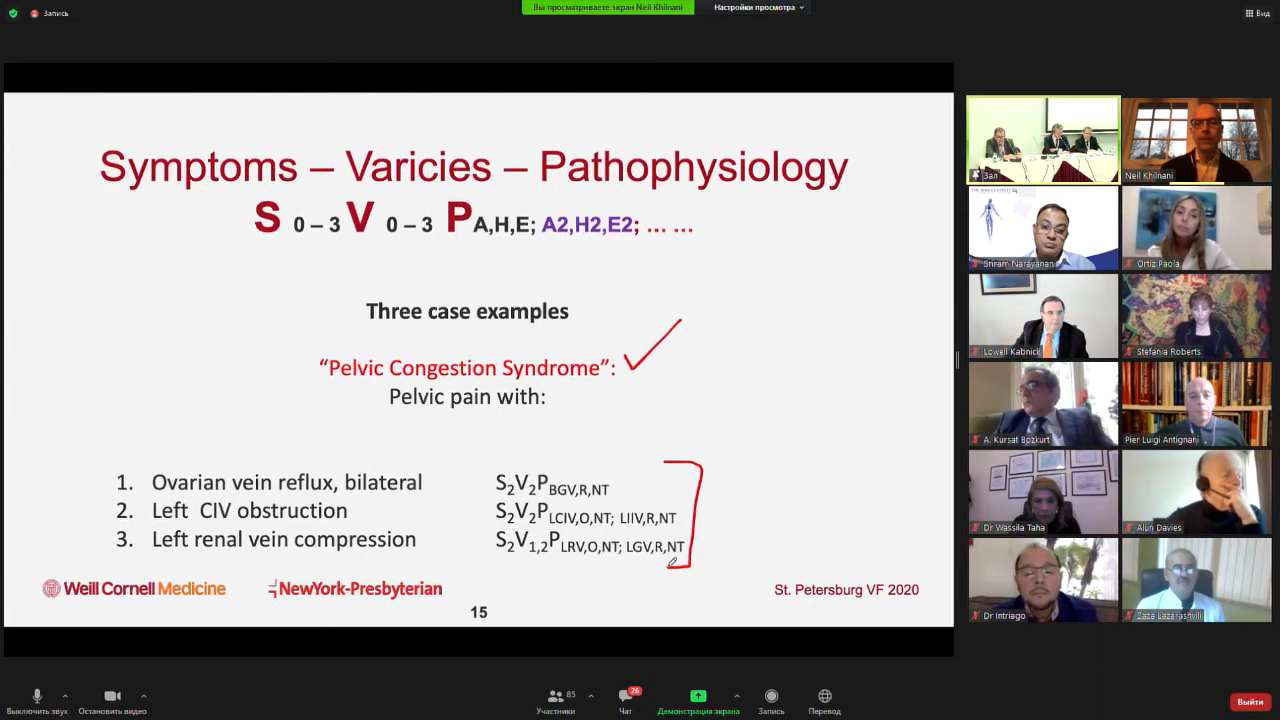 Запись
Вы просматриваете экран Neil Khilnani
Настройки просмотра
Вид
Symptoms – Varicies – Pathophysiology
S 0 – 3 V 0 – 3 P A,H,E; A2,H2,E2; ... ...
Three case examples
“Pelvic Congestion Syndrome”:
Pelvic pain with:
1. Ovarian vein reflux, bilateral S2V2PBGV,R,NT
2. Left CIV obstruction S2V2PLCIV,O,NT; LIIV,R,NT
3. Left renal vein compression S2V1,2PLRV,O,NT; LGV,R,NT
Weill Cornell Medicine
NewYork-Presbyterian
St. Petersburg VF 2020
15
Зал
Neil Khilnani
Sriram Narayanan
Ortiz Paola
Lowell Kabnick
Stefania Roberts
A. Kursat Bozkurt
Pier Luigi Antignani
Dr Wassila Taha
Alun Davies
Dr Intriago
Zaza Lazarashvili
Выключить звук
Остановить видео
85
Участники
26
Чат
Демонстрация экрана
Запись
Перевод
Выйти